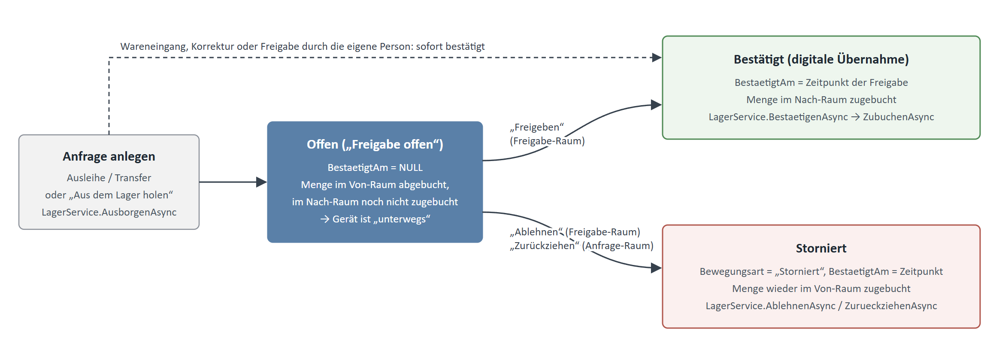 Wareneingang, Korrektur oder Freigabe durch die eigene Person: sofort bestätigt
Anfrage anlegen
Ausleihe / Transfer
oder „Aus dem Lager holen“
LagerService.AusborgenAsync
Offen („Freigabe offen“)
BestaetigtAm = NULL
Menge im Von-Raum abgebucht,
im Nach-Raum noch nicht zugebucht
→ Gerät ist „unterwegs“
„Freigeben“
(Freigabe-Raum)
„Ablehnen“ (Freigabe-Raum)
„Zurückziehen“ (Anfrage-Raum)
Bestätigt (digitale Übernahme)
BestaetigtAm = Zeitpunkt der Freigabe
Menge im Nach-Raum zugebucht
LagerService.BestaetigenAsync → ZubuchenAsync
Storniert
Bewegungsart = „Storniert“, BestaetigtAm = Zeitpunkt
Menge wieder im Von-Raum zugebucht
LagerService.AblehnenAsync / ZurueckziehenAsync